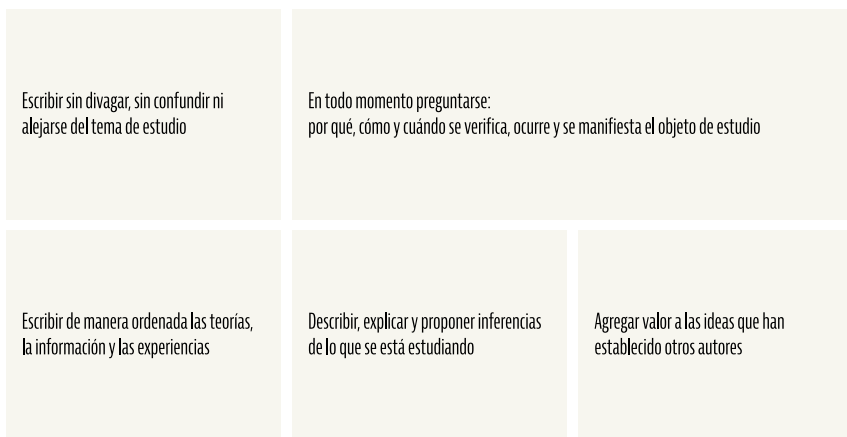 Escribir sin divagar, sin confundir ni
alejarse del tema de estudio
En todo momento preguntarse:
por qué, cómo y cuándo se verifica, ocurre y se manifiesta el objeto de estudio
Escribir de manera ordenada las teorías,
la información y las experiencias
Describir, explicar y proponer inferencias
de lo que se está estudiando
Agregar valor a las ideas que han
establecido otros autores